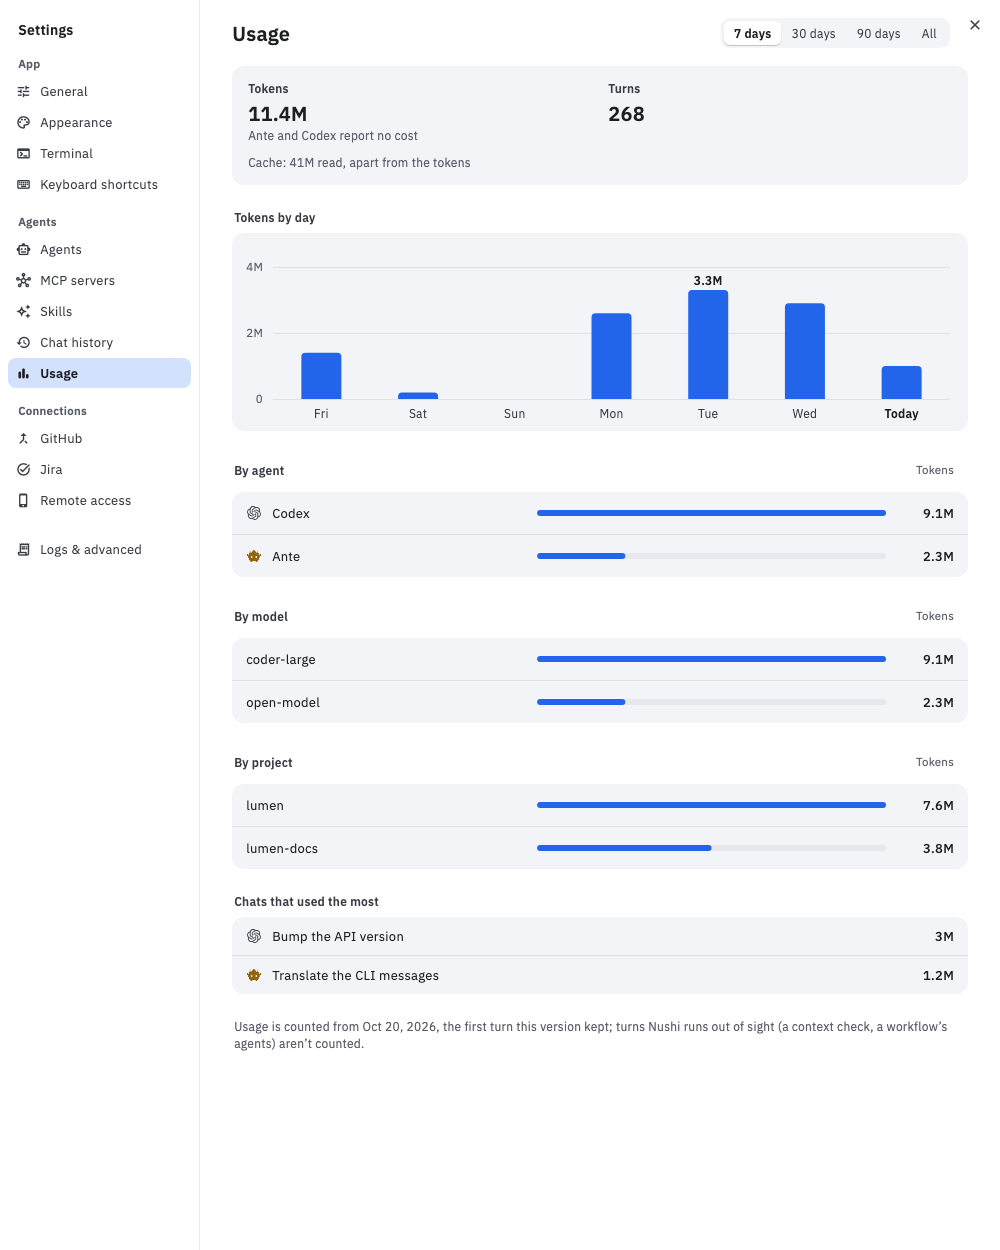 Settings
App
General
Appearance
Terminal
Keyboard shortcuts
Agents
Agents
MCP servers
Skills
Chat history
Usage
Connections
GitHub
Jira
Remote access
Logs & advanced
Usage
7 days
30 days
90 days
All
Tokens
11.4M
Ante and Codex report no cost
Cache: 41M read, apart from the tokens
Turns
268
Tokens by day
4M
2M
0
3.3M
Fri
Sat
Sun
Mon
Tue
Wed
Today
By agent
Tokens
Codex
9.1M
Ante
2.3M
By model
Tokens
coder-large
9.1M
open-model
2.3M
By project
Tokens
lumen
7.6M
lumen-docs
3.8M
Chats that used the most
Bump the API version
3M
Translate the CLI messages
1.2M
Usage is counted from Oct 20, 2026, the first turn this version kept; turns Nushi runs out of sight (a context check, a workflow’s
agents) aren’t counted.